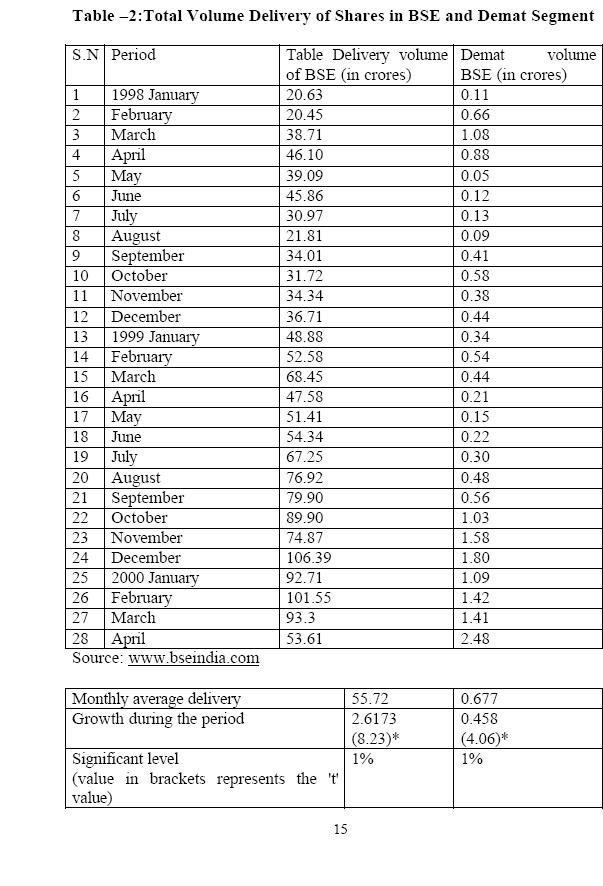 Table –2:Total Volume Delivery of Shares in BSE and Demat Segment
S.N Period Table Delivery volume Demat volume
of BSE (in crores) BSE (in crores)
1 1998 January 20.63 0.11
2 February 20.45 0.66
3 March 38.71 1.08
4 April 46.10 0.88
5 May 39.09 0.05
6 June 45.86 0.12
7 July 30.97 0.13
8 August 21.81 0.09
9 September 34.01 0.41
10 October 31.72 0.58
11 November 34.34 0.38
12 December 36.71 0.44
13 1999 January 48.88 0.34
14 February 52.58 0.54
15 March 68.45 0.44
16 April 47.58 0.21
17 May 51.41 0.15
18 June 54.34 0.22
19 July 67.25 0.30
20 August 76.92 0.48
21 September 79.90 0.56
22 October 89.90 1.03
23 November 74.87 1.58
24 December 106.39 1.80
25 2000 January 92.71 1.09
26 February 101.55 1.42
27 March 93.3 1.41
28 April 53.61 2.48
Source: www.bseindia.com
Monthly average delivery 55.72 0.677
Growth during the period 2.6173 0.458
(8.23)* (4.06)*
Significant level 1% 1%
(value in brackets represents the 't'
value)
15